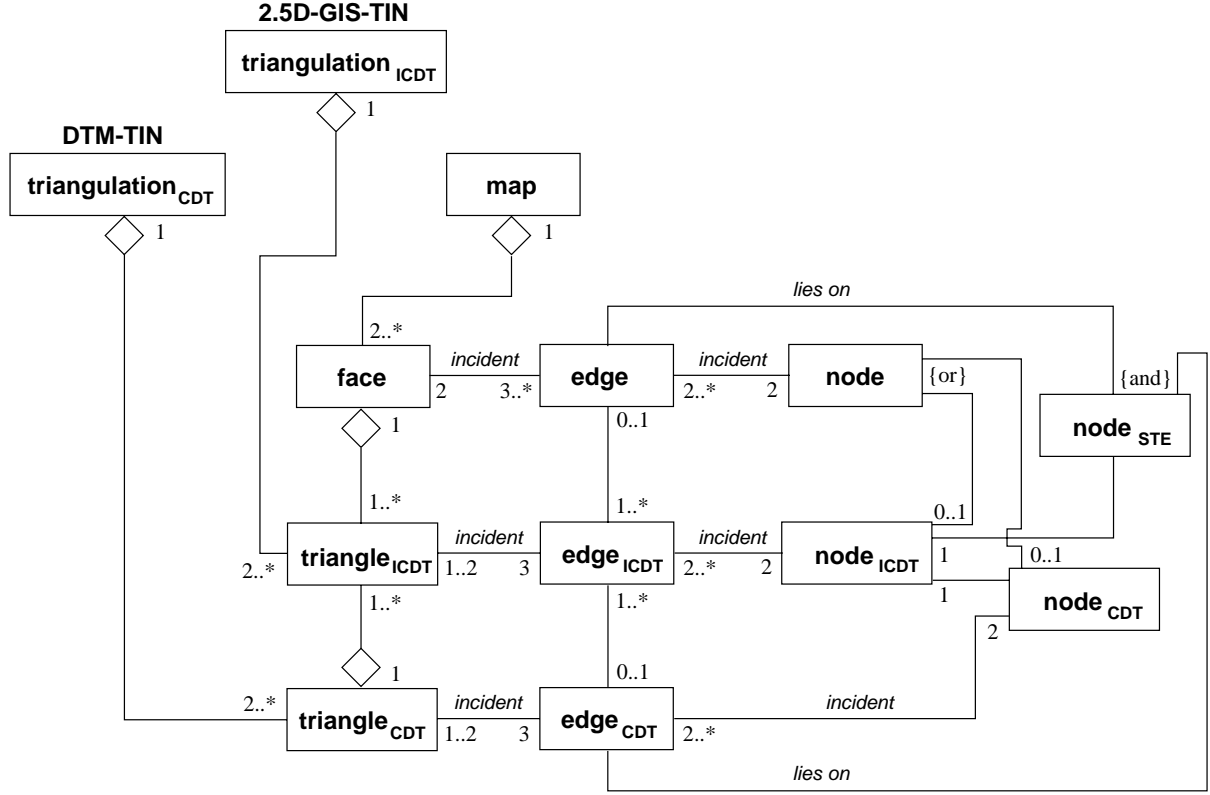 2.5D-GIS-TIN
triangulation ICDT
1
DTM-TIN
triangulation CDT
1
map
1
lies on
2..*
face
2
incident
3..*
edge
2..*
incident
2
node
{or}
{and}
node STE
1
0..1
1..*
1..*
0..1
2..*
triangle ICDT
1..2
incident
3
edge ICDT
2..*
incident
2
node ICDT
1
0..1
1
node CDT
2
1..*
1..*
1
0..1
2..*
triangle CDT
1..2
incident
3
edge CDT
2..*
incident
lies on